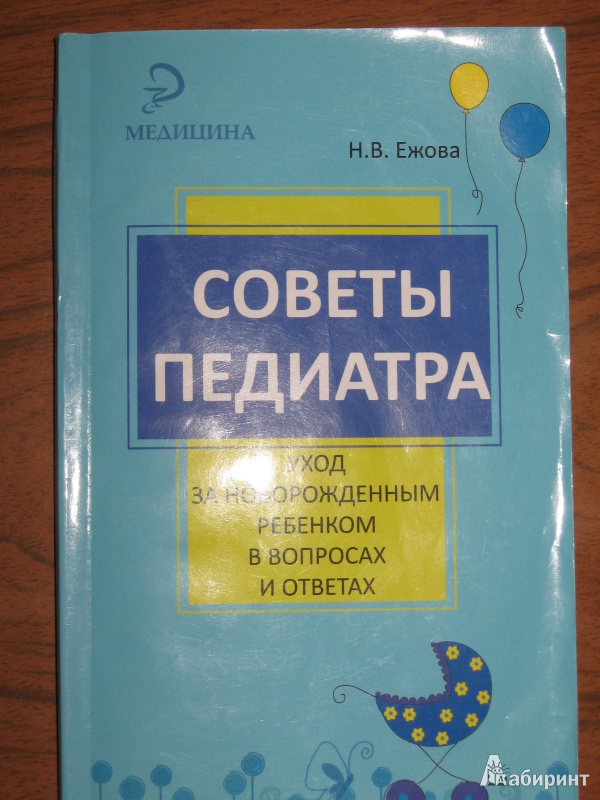 МЕДИЦИНА
Н.В. Ежова
СОВЕТЫ
ПЕДИАТРА
УХОД
ЗА НОВОРОЖДЕННЫМ
РЕБЕНКОМ
В ВОПРОСАХ
И ОТВЕТАХ
Лабиринт